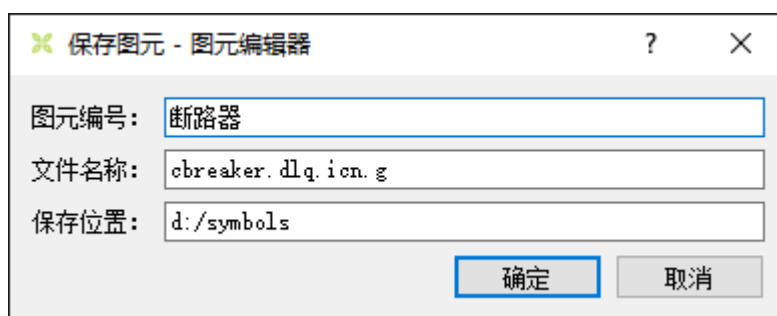 保存图元 - 图元编辑器
图元编号： 断路器
文件名称： cbreaker.dlq.icn.g
保存位置： d:/symbols
确定 取消